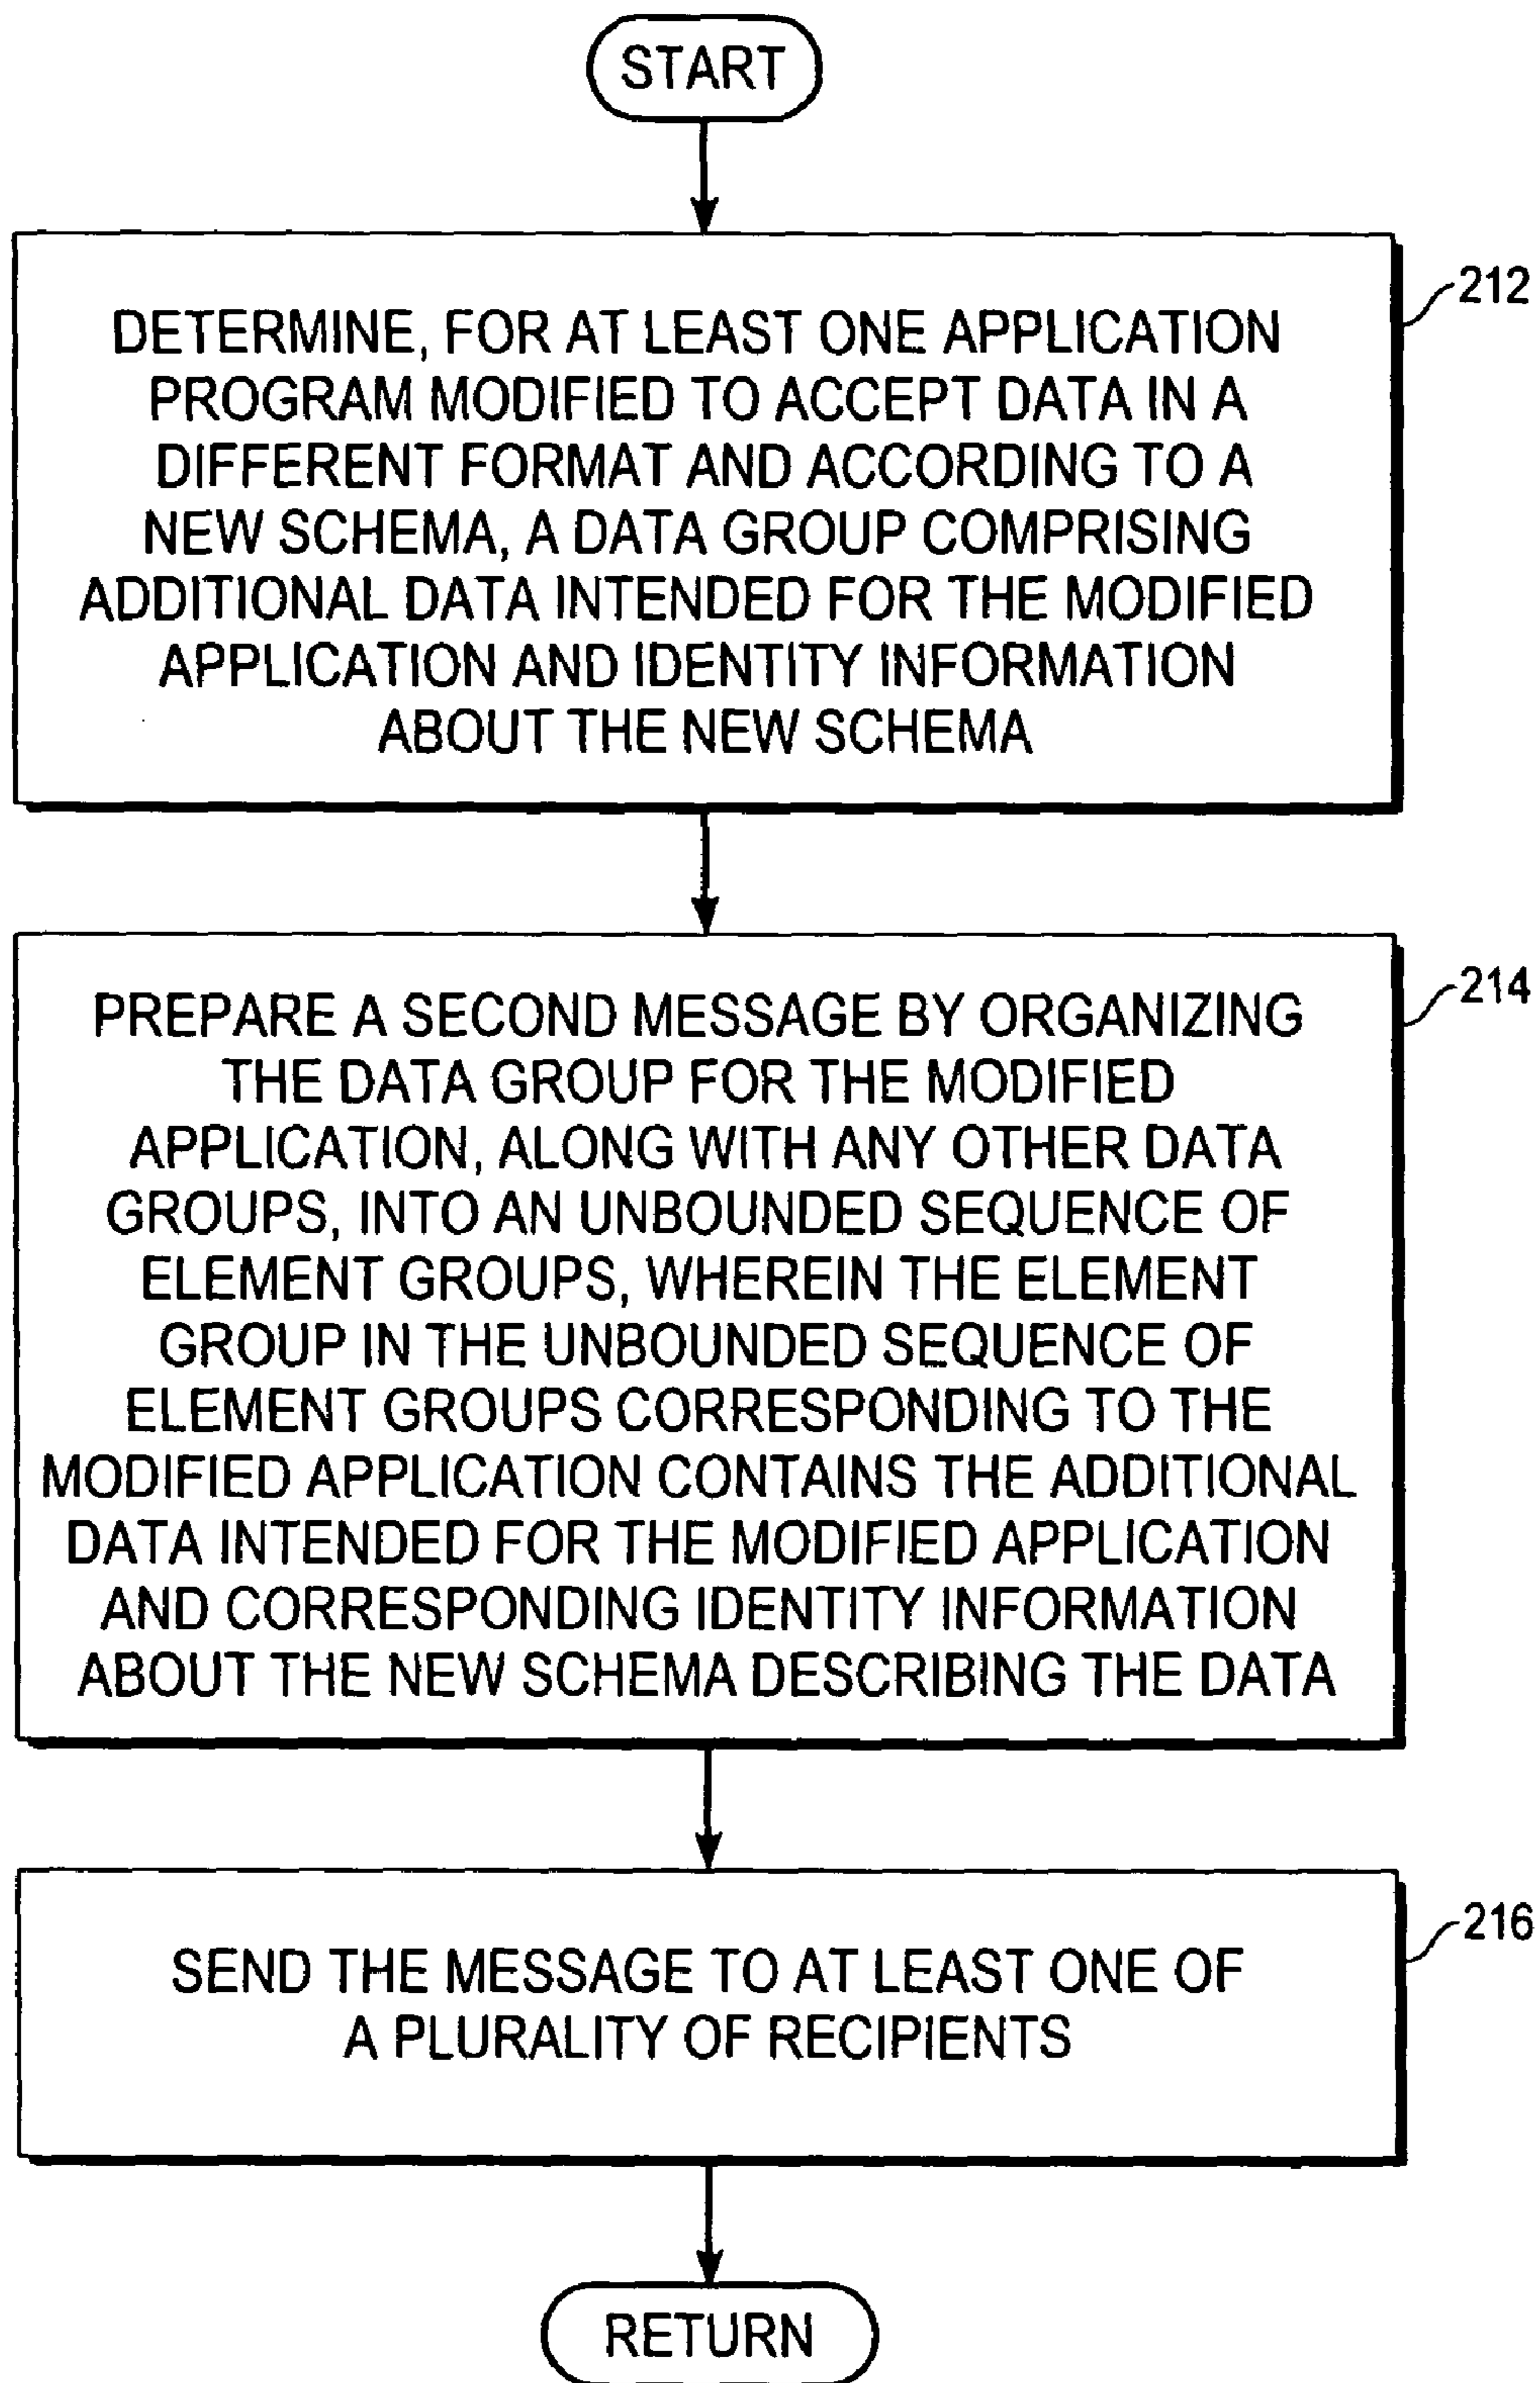 START
212
DETERMINE, FOR AT LEAST ONE APPLICATION
PROGRAM MODIFIED TO ACCEPT DATA IN A
DIFFERENT FORMAT AND ACCORDING TO A
NEW SCHEMA, A DATA GROUP COMPRISING
ADDITIONAL DATA INTENDED FOR THE MODIFIED
APPLICATION AND IDENTITY INFORMATION
ABOUT THE NEW SCHEMA
214
PREPARE A SECOND MESSAGE BY ORGANIZING
THE DATA GROUP FOR THE MODIFIED
APPLICATION, ALONG WITH ANY OTHER DATA
GROUPS, INTO AN UNBOUNDED SEQUENCE OF
ELEMENT GROUPS, WHEREIN THE ELEMENT
GROUP IN THE UNBOUNDED SEQUENCE OF
ELEMENT GROUPS CORRESPONDING TO THE
MODIFIED APPLICATION CONTAINS THE ADDITIONAL
DATA INTENDED FOR THE MODIFIED APPLICATION
AND CORRESPONDING IDENTITY INFORMATION
ABOUT THE NEW SCHEMA DESCRIBING THE DATA
216
SEND THE MESSAGE TO AT LEAST ONE OF
A PLURALITY OF RECIPIENTS
RETURN